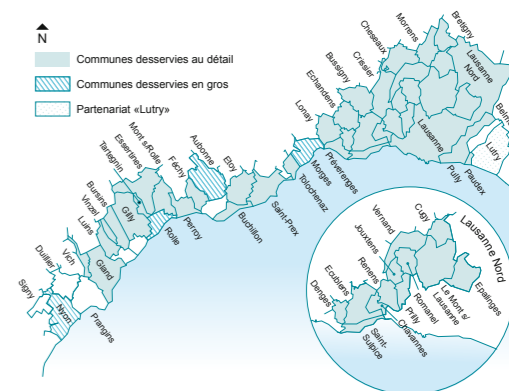 N
Communes desservies au détail
Communes desservies en gros
Partenariat «Lutry»
Signy
Duillier
Vich
Nyon
Prangins
Gland
Luins
Vinzel
Bursins
Gilly
Tartegnin
Essertines
Mont s/Rolle
Rolle
Féchy
Perroy
Aubonne
Etoy
Buchillon
Saint-Prex
Tolochenaz
Morges
Préverenges
Lonay
Echandens
Bussigny
Crissier
Cheseaux
Morrens
Bretigny
Lausanne
Nord
Lausanne
Belmont
Lutry
Paudex
Pully
Lausanne Nord
Denges
Ecublens
Renens
Jouxtens
Vernand
Cugy
Epalinges
Le Mont s/
Lausanne
Romanel
Prilly
Chavannes
Saint-
Sulpice